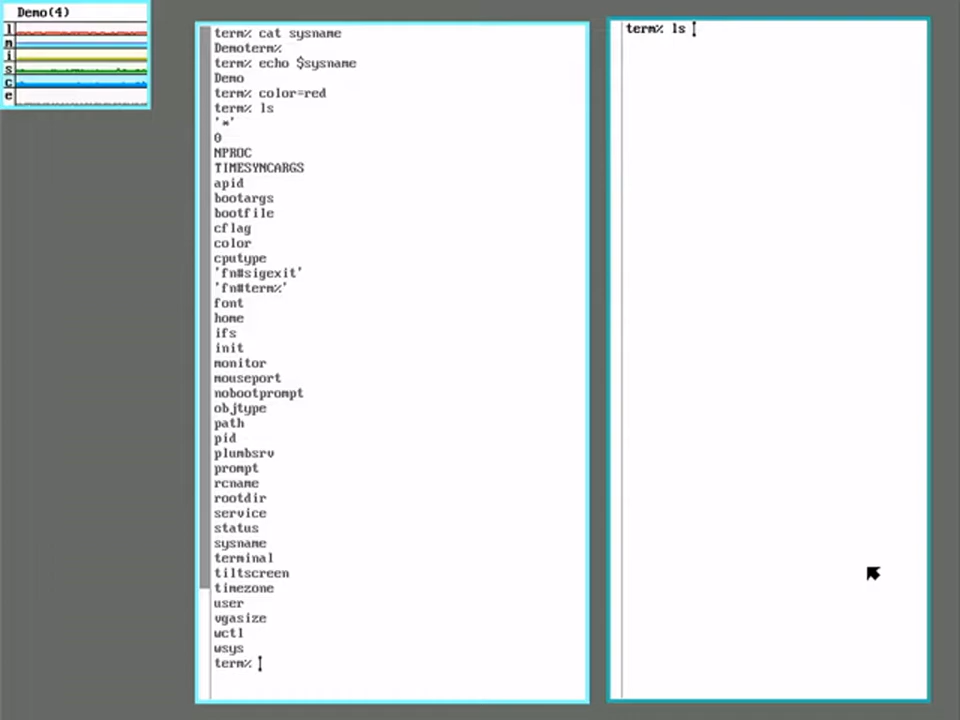 Demo(4)
l
m
i
s
c
e
term% cat sysname
Demoterm%
term% echo $sysname
Demo
term% color=red
term% ls
'*'
0
NPROC
TIMESYNCARGS
apid
bootargs
bootfile
cflag
color
cputype
'fn#sigexit'
'fn#term%'
font
home
ifs
init
monitor
mouseport
nobootprompt
objtype
path
pid
plumbsrv
prompt
rcname
rootdir
service
status
sysname
terminal
tiltscreen
timezone
user
vgasize
wctl
wsys
term%
term% ls